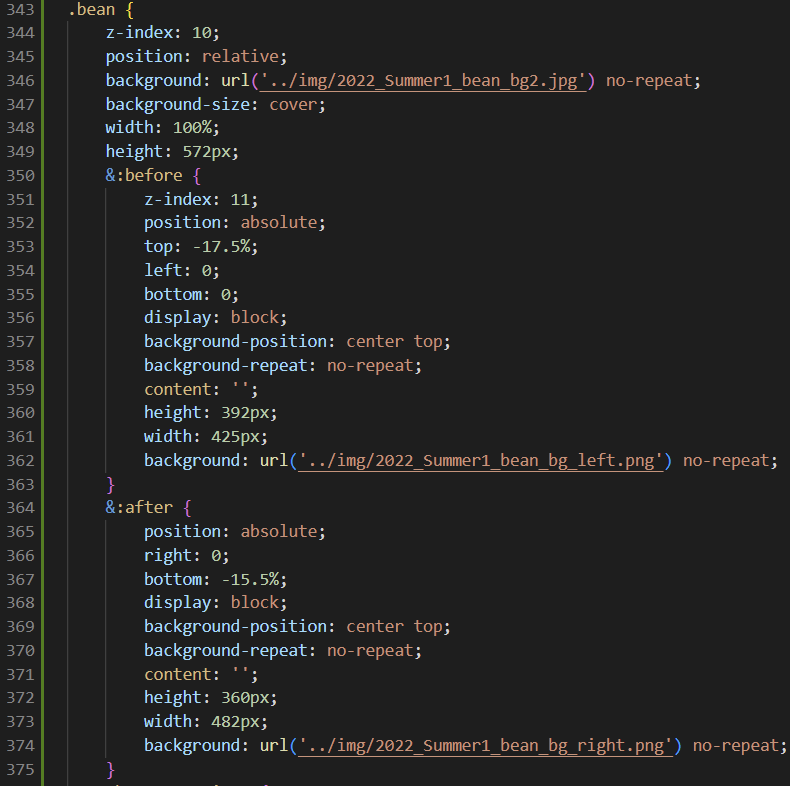 343 .bean {
344 z-index: 10;
345 position: relative;
346 background: url('../img/2022_Summer1_bean_bg2.jpg') no-repeat;
347 background-size: cover;
348 width: 100%;
349 height: 572px;
350 &:before {
351 z-index: 11;
352 position: absolute;
353 top: -17.5%;
354 left: 0;
355 bottom: 0;
356 display: block;
357 background-position: center top;
358 background-repeat: no-repeat;
359 content: '';
360 height: 392px;
361 width: 425px;
362 background: url('../img/2022_Summer1_bean_bg_left.png') no-repeat;
363 }
364 &:after {
365 position: absolute;
366 right: 0;
367 bottom: -15.5%;
368 display: block;
369 background-position: center top;
370 background-repeat: no-repeat;
371 content: '';
372 height: 360px;
373 width: 482px;
374 background: url('../img/2022_Summer1_bean_bg_right.png') no-repeat;
375 }